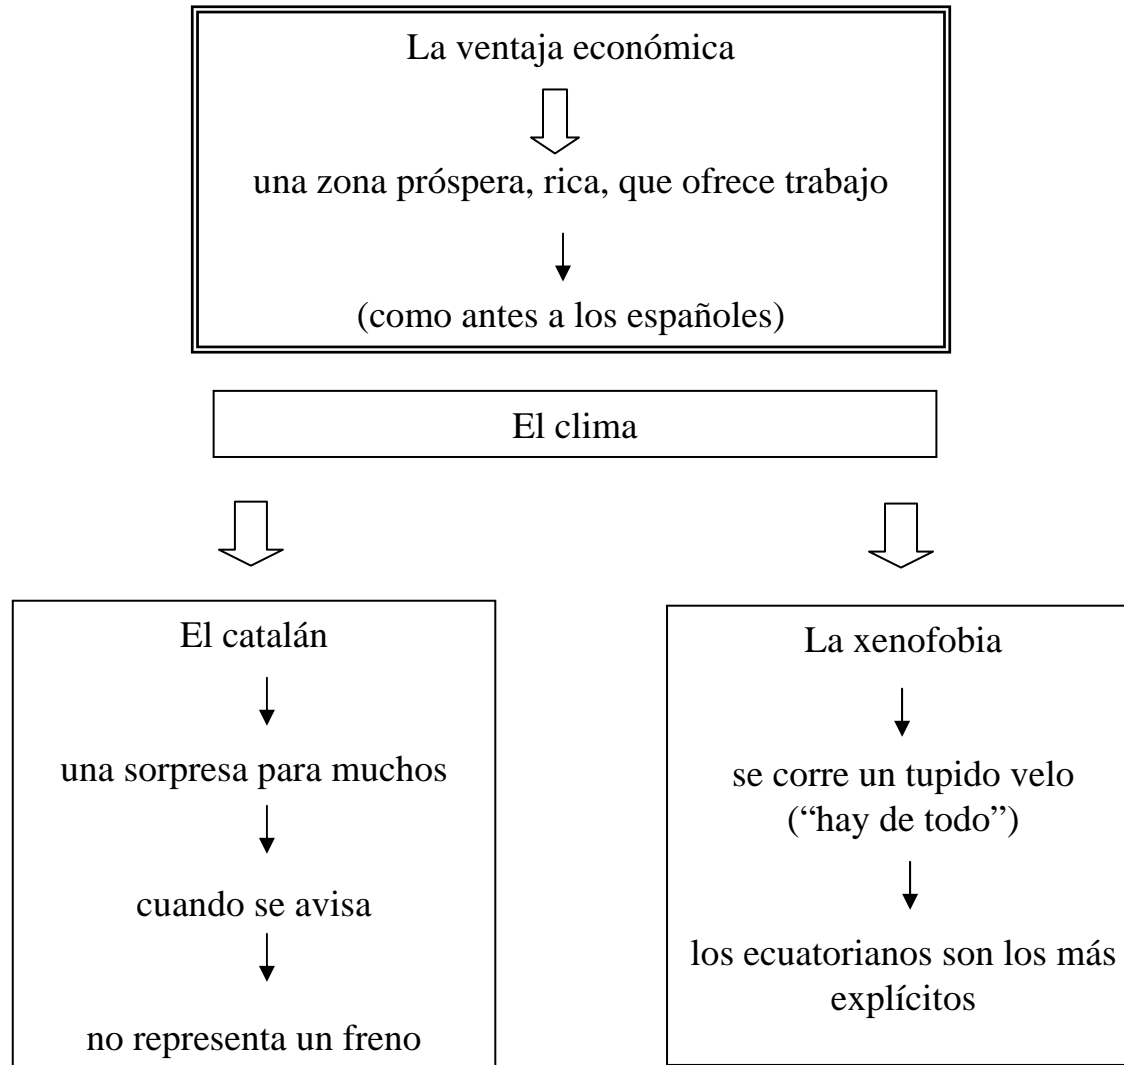 La ventaja económica
una zona próspera, rica, que ofrece trabajo
(como antes a los españoles)
El clima
El catalán
una sorpresa para muchos
cuando se avisa
no representa un freno
La xenofobia
se corre un tupido velo
(“hay de todo”)
los ecuatorianos son los más
explícitos